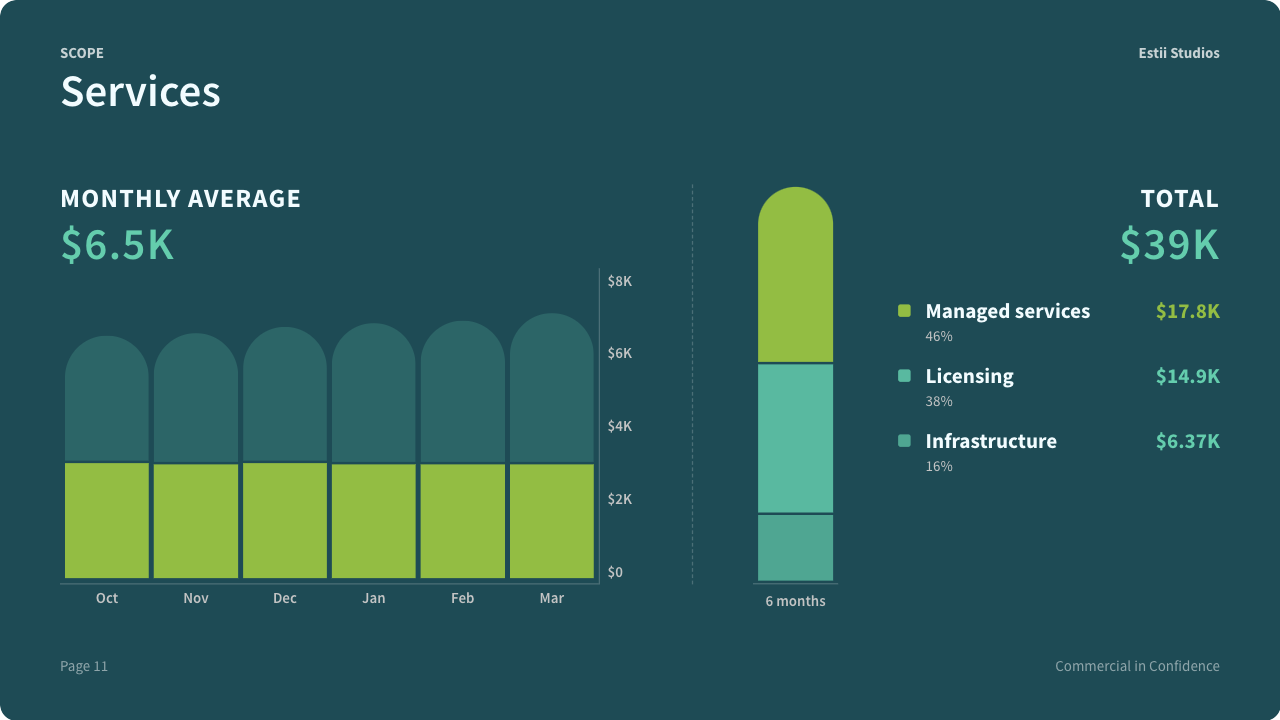 SCOPE
Services
Estii Studios
MONTHLY AVERAGE
$6.5K
$8K
$6K
$4K
$2K
$0
Oct Nov Dec Jan Feb Mar
6 months
TOTAL
$39K
Managed services $17.8K
46%
Licensing $14.9K
38%
Infrastructure $6.37K
16%
Page 11
Commercial in Confidence